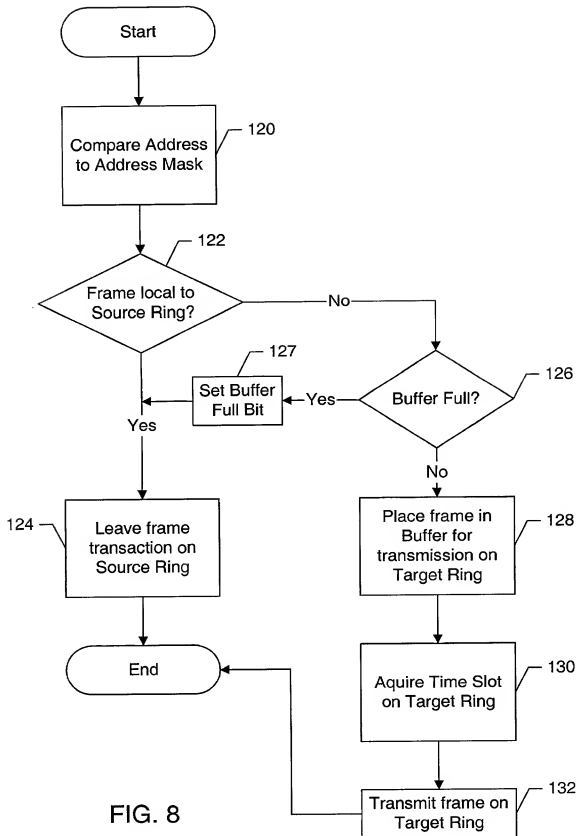 Start
Compare Address
to Address Mask
120
Frame local to
Source Ring?
122
No
Buffer Full?
126
Yes
Set Buffer
Full Bit
127
Yes
No
Leave frame
transaction on
Source Ring
124
Place frame in
Buffer for
transmission on
Target Ring
128
End
Aquire Time Slot
on Target Ring
130
Transmit frame on
Target Ring
132
FIG. 8